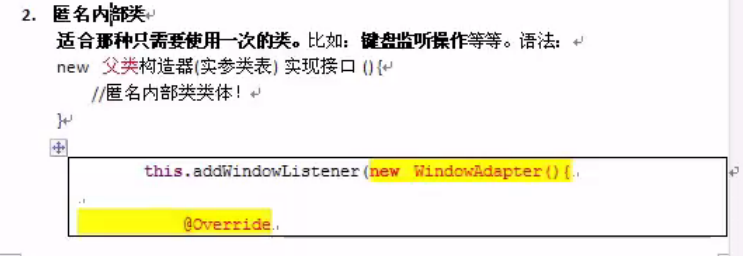 2. 匿名内部类
适合那种只需要使用一次的类。比如：键盘监听操作等等。语法：
new 父类构造器(实参类表) 实现接口 (){
//匿名内部类类体！
}
this.addWindowListener(new WindowAdapter(){
@Override